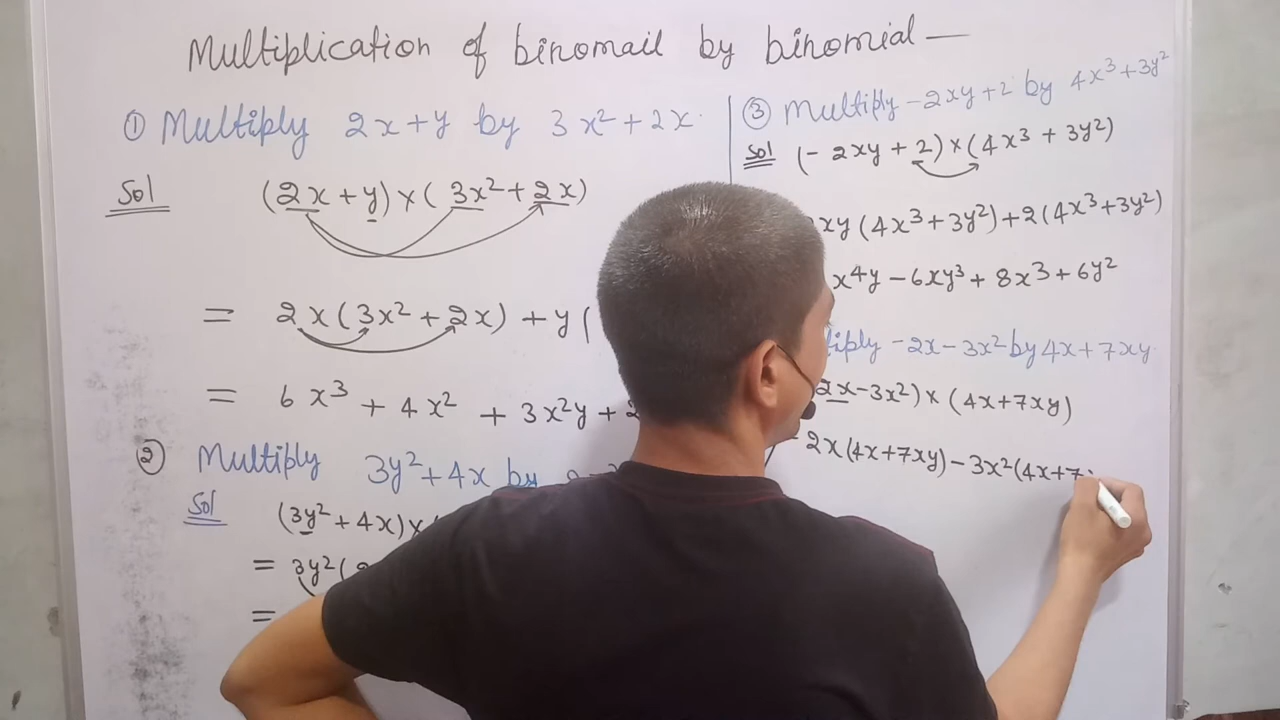 Multiplication of binomail by binomial —
① Multiply 2x+y by 3x²+2x.
Sol (2x+y)×(3x²+2x)
= 2x(3x²+2x)+y(
= 6x³ + 4x² + 3x²y +
② Multiply 3y²+4x by
Sol (3y²+4x)×
= 3y²(
=
③ Multiply -2xy+2 by 4x³+3y²
Sol (-2xy+2)×(4x³+3y²)
xy(4x³+3y²)+2(4x³+3y²)
x⁴y - 6xy³ + 8x³ + 6y²
iply -2x-3x² by 4x+7xy.
2x-3x²)×(4x+7xy)
-2x(4x+7xy)-3x²(4x+7